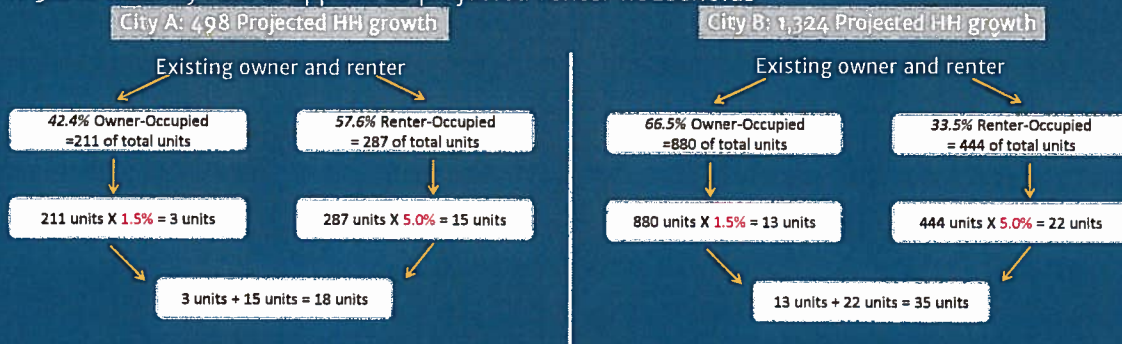 City A: 498 Projected HH growth
Existing owner and renter
42.4% Owner-Occupied
=211 of total units
57.6% Renter-Occupied
= 287 of total units
211 units X 1.5% = 3 units
287 units X 5.0% = 15 units
3 units + 15 units = 18 units
City B: 1,324 Projected HH growth
Existing owner and renter
66.5% Owner-Occupied
=880 of total units
33.5% Renter-Occupied
= 444 of total units
880 units X 1.5% = 13 units
444 units X 5.0% = 22 units
13 units + 22 units = 35 units